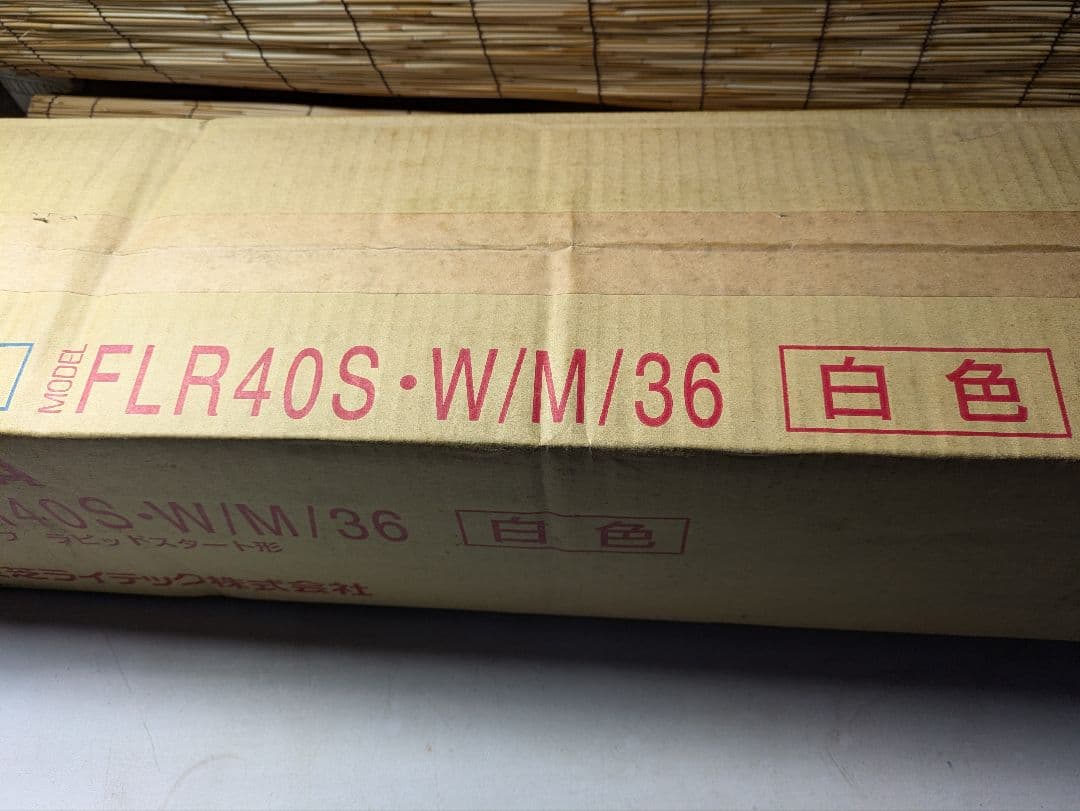 MODEL FLR40S・W/M/36 白色
A
40S・W/M/36 白色
ラピッドスタート形
芝ライテック株式会社